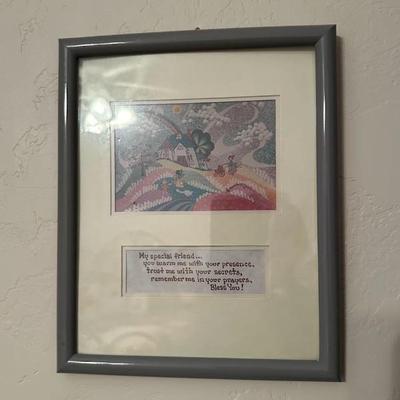 My special friend...
you warm me with your presence,
trust me with your secrets,
remember me in your prayers.
Bless You!